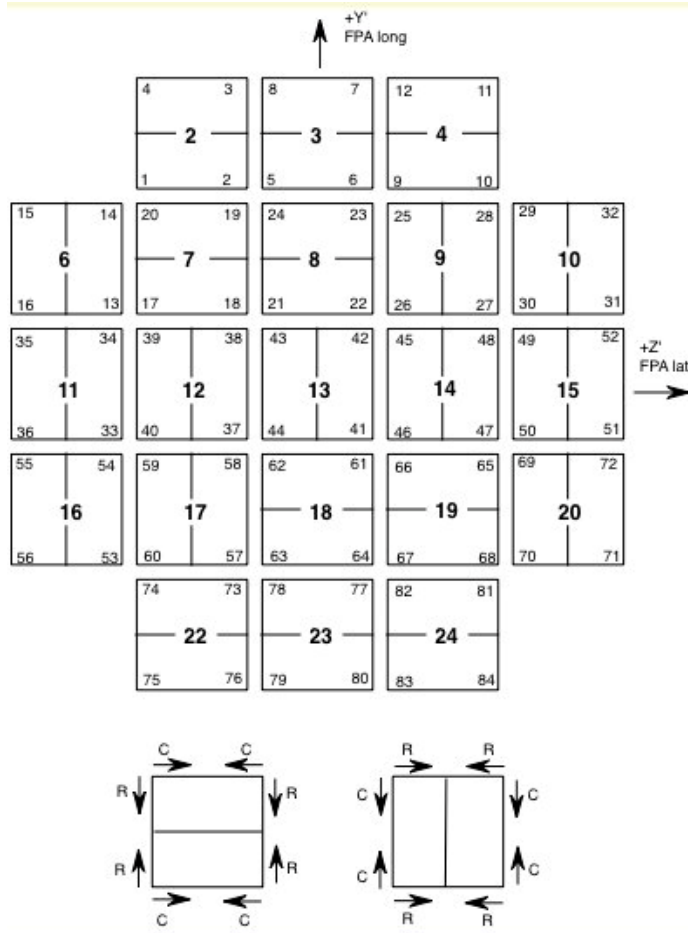 +Y'
FPA long
4 3 8 7 12 11
2 3 4
1 2 5 6 9 10
15 14 20 19 24 23 25 28 29 32
6 7 8 9 10
16 13 17 18 21 22 26 27 30 31
35 34 39 38 43 42 45 48 49 52
+Z'
FPA lat
11 12 13 14 15
36 33 40 37 44 41 46 47 50 51
55 54 59 58 62 61 66 65 69 72
16 17 18 19 20
56 53 60 57 63 64 67 68 70 71
74 73 78 77 82 81
22 23 24
75 76 79 80 83 84
C C R R
R R C C
R R C C
C C R R